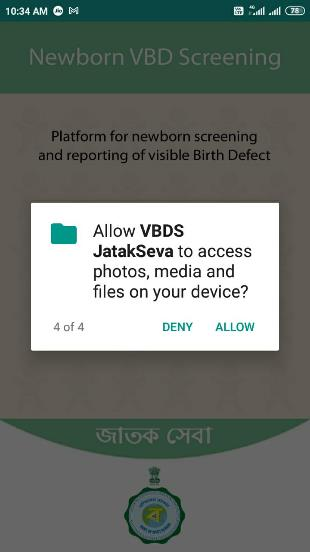 10:34 AM
78
Newborn VBD Screening
Platform for newborn screening
and reporting of visible Birth Defect
Allow VBDS
JatakSeva to access
photos, media and
files on your device?
4 of 4
DENY
ALLOW
জাতক সেবা
ব